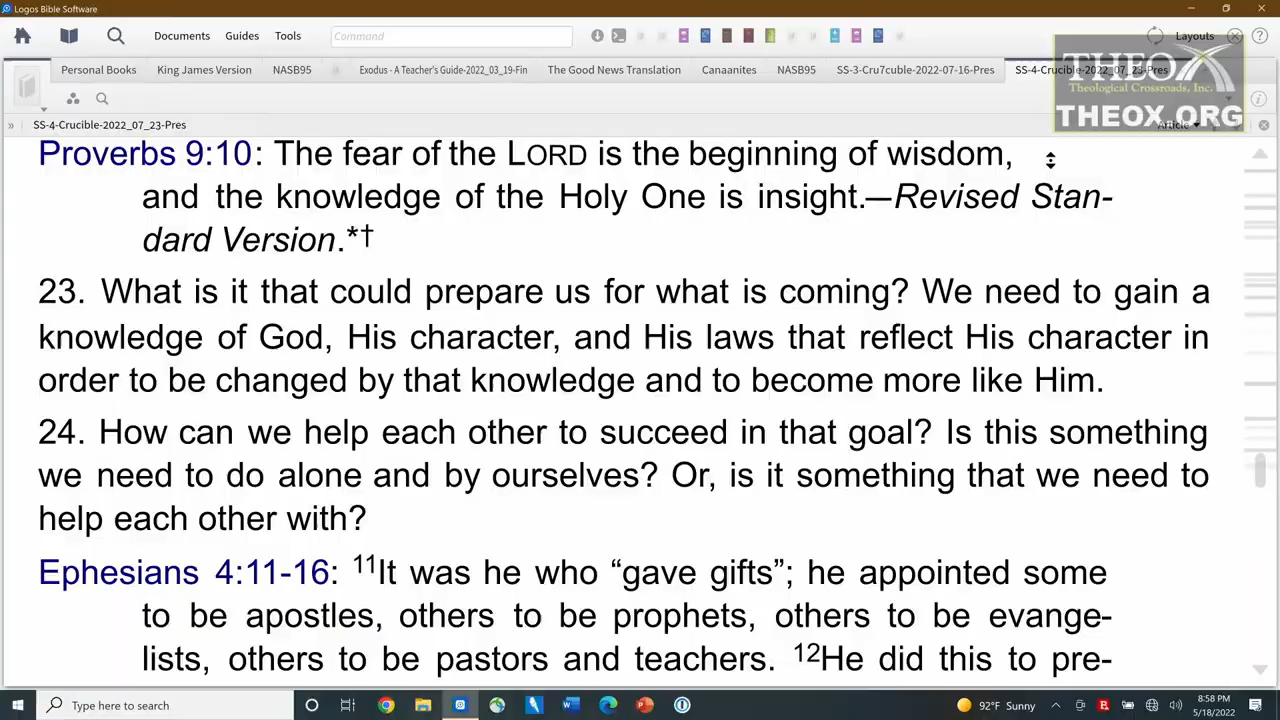 Logos Bible Software
Documents Guides Tools Command Layouts
Personal Books King James Version NASB95 2022_03_19-Fin The Good News Translation Canaanites NASB95 SS-3-Cru7cuble-2022-07-16-Pres SS-4-Crucible-2022_07_23-Pres
THEOX
Theological Crossroads, Inc.
THEOX.ORG
SS-4-Crucible-2022_07_23-Pres Article
Proverbs 9:10: The fear of the LORD is the beginning of wisdom,
and the knowledge of the Holy One is insight.—Revised Stan-
dard Version.*†
23. What is it that could prepare us for what is coming? We need to gain a
knowledge of God, His character, and His laws that reflect His character in
order to be changed by that knowledge and to become more like Him.
24. How can we help each other to succeed in that goal? Is this something
we need to do alone and by ourselves? Or, is it something that we need to
help each other with?
Ephesians 4:11-16: 11It was he who “gave gifts”; he appointed some
to be apostles, others to be prophets, others to be evange-
lists, others to be pastors and teachers. 12He did this to pre-
Type here to search 92°F Sunny 8:58 PM
5/18/2022